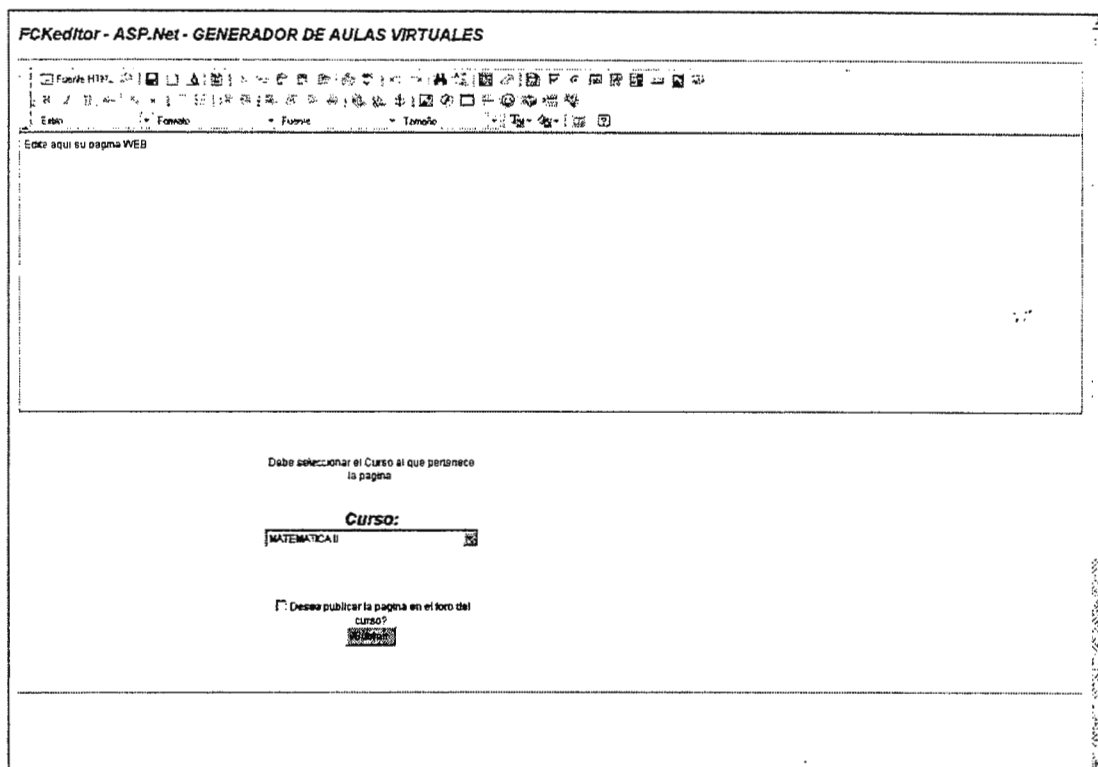 FCKeditor - ASP.Net - GENERADOR DE AULAS VIRTUALES
Fuente HTML
Estilo Formato Fuente Tamaño
Edite aqui su pagina WEB
Debe seleccionar el Curso al que pertenece
la pagina
Curso:
MATEMATICA II
Desea publicar la pagina en el foro del
curso?